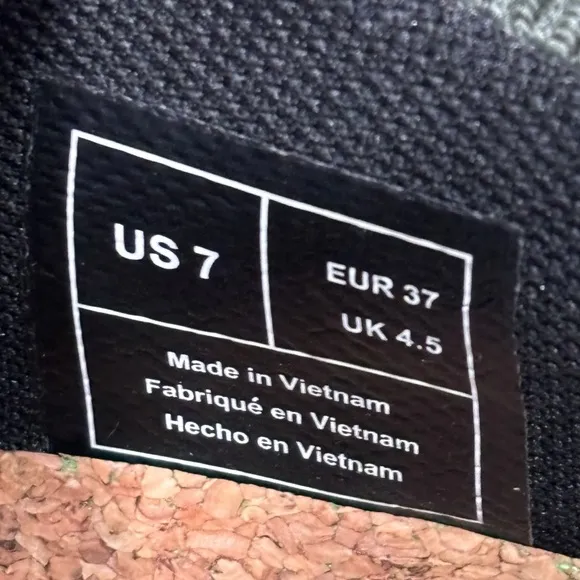 US 7
EUR 37
UK 4.5
Made in Vietnam
Fabriqué en Vietnam
Hecho en Vietnam